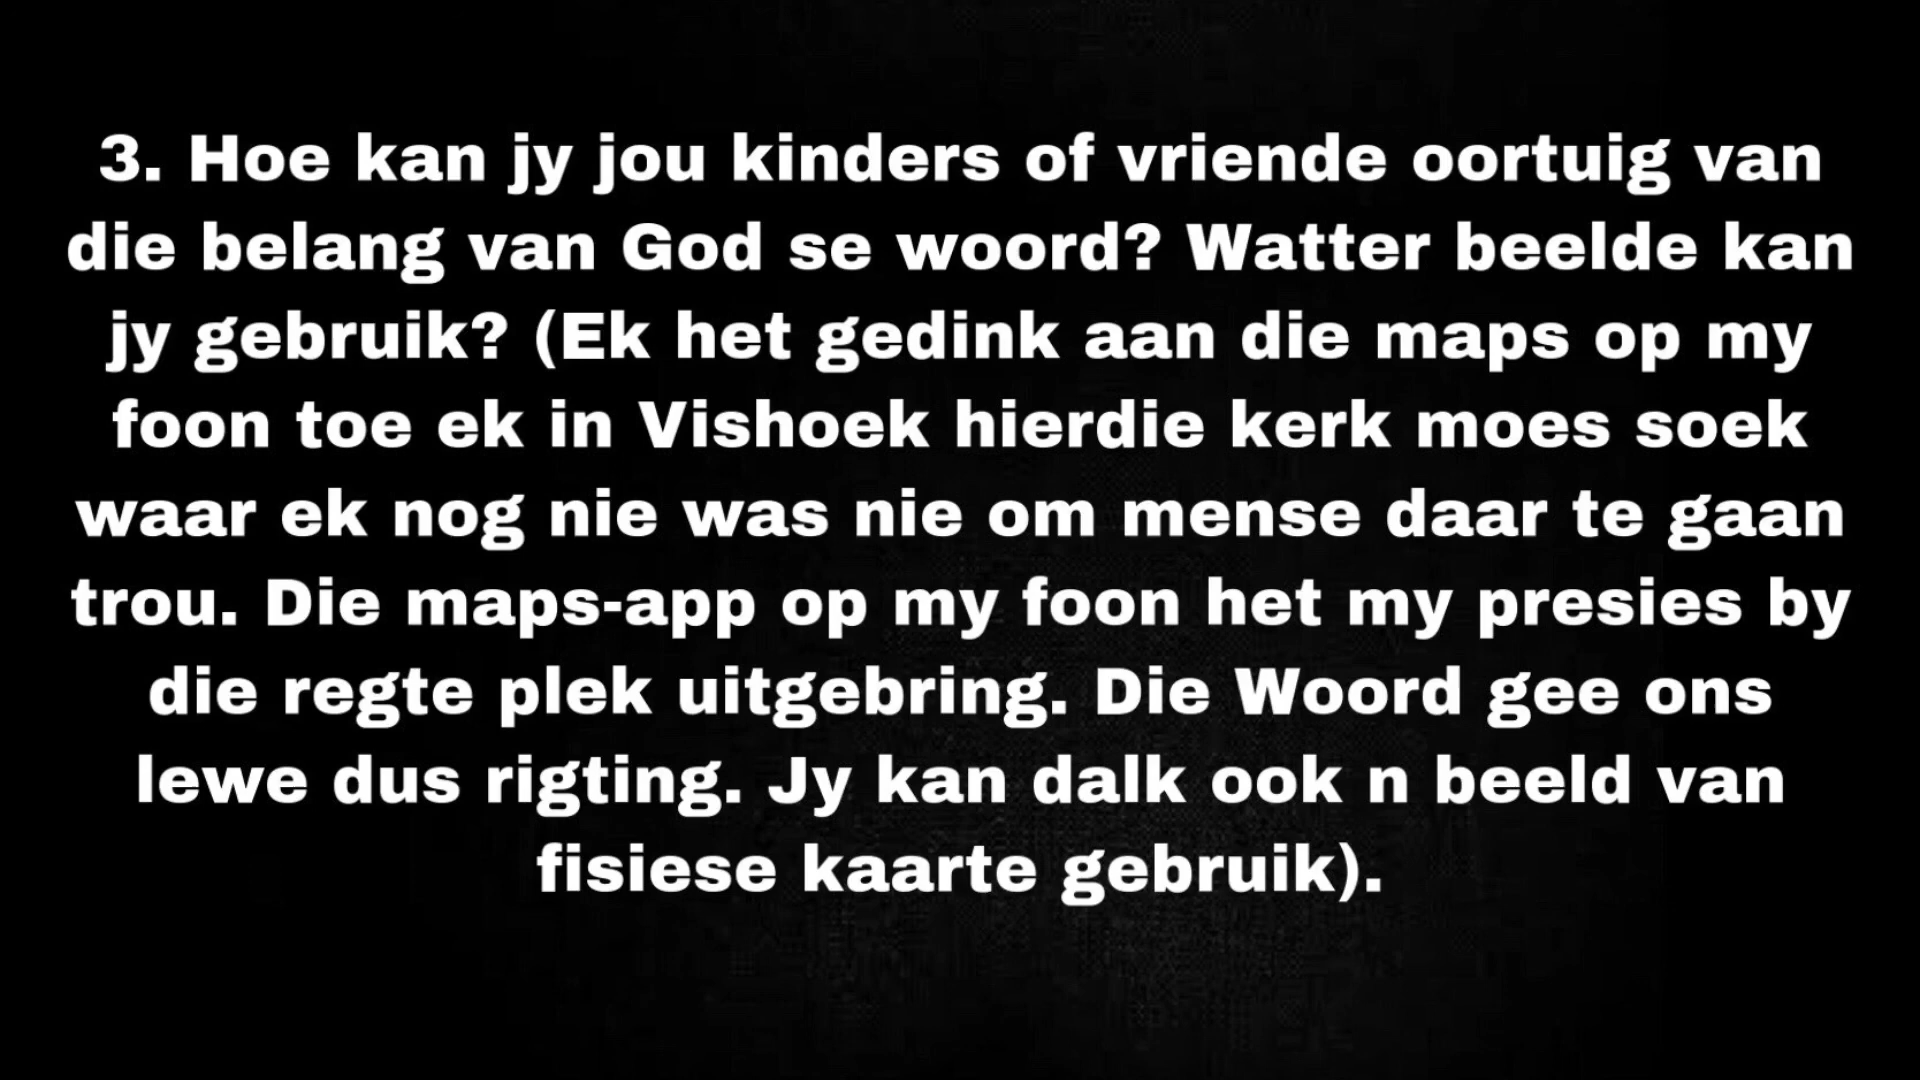 3. Hoe kan jy jou kinders of vriende oortuig van
die belang van God se woord? Watter beelde kan
jy gebruik? (Ek het gedink aan die maps op my
foon toe ek in Vishoek hierdie kerk moes soek
waar ek nog nie was nie om mense daar te gaan
trou. Die maps-app op my foon het my presies by
die regte plek uitgebring. Die Woord gee ons
lewe dus rigting. Jy kan dalk ook n beeld van
fisiese kaarte gebruik).